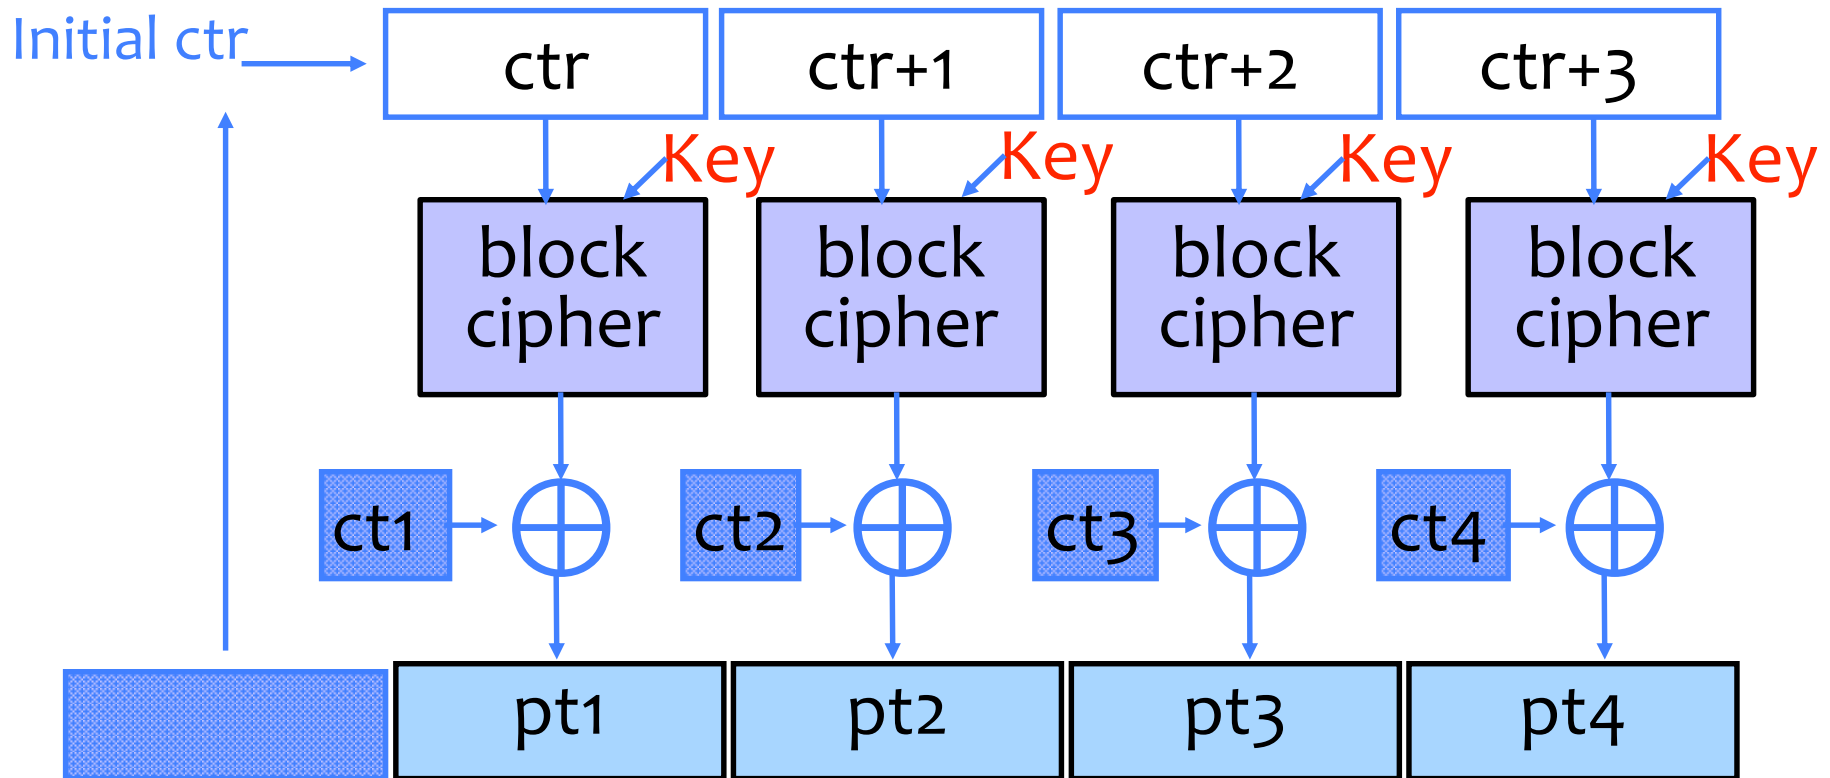 Initial ctr
ctr
ctr+1
ctr+2
ctr+3
Key
Key
Key
Key
block
cipher
block
cipher
block
cipher
block
cipher
ct1
ct2
ct3
ct4
pt1
pt2
pt3
pt4